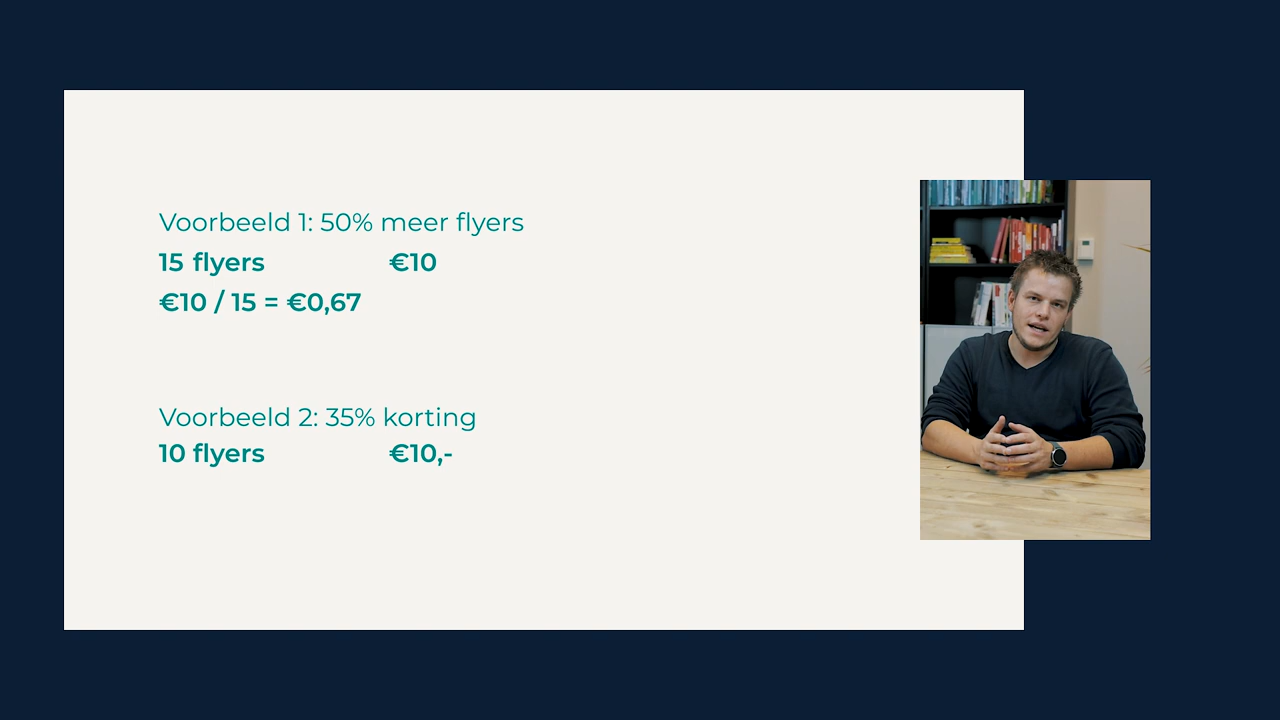 Voorbeeld 1: 50% meer flyers
15 flyers €10
€10 / 15 = €0,67
Voorbeeld 2: 35% korting
10 flyers €10,-